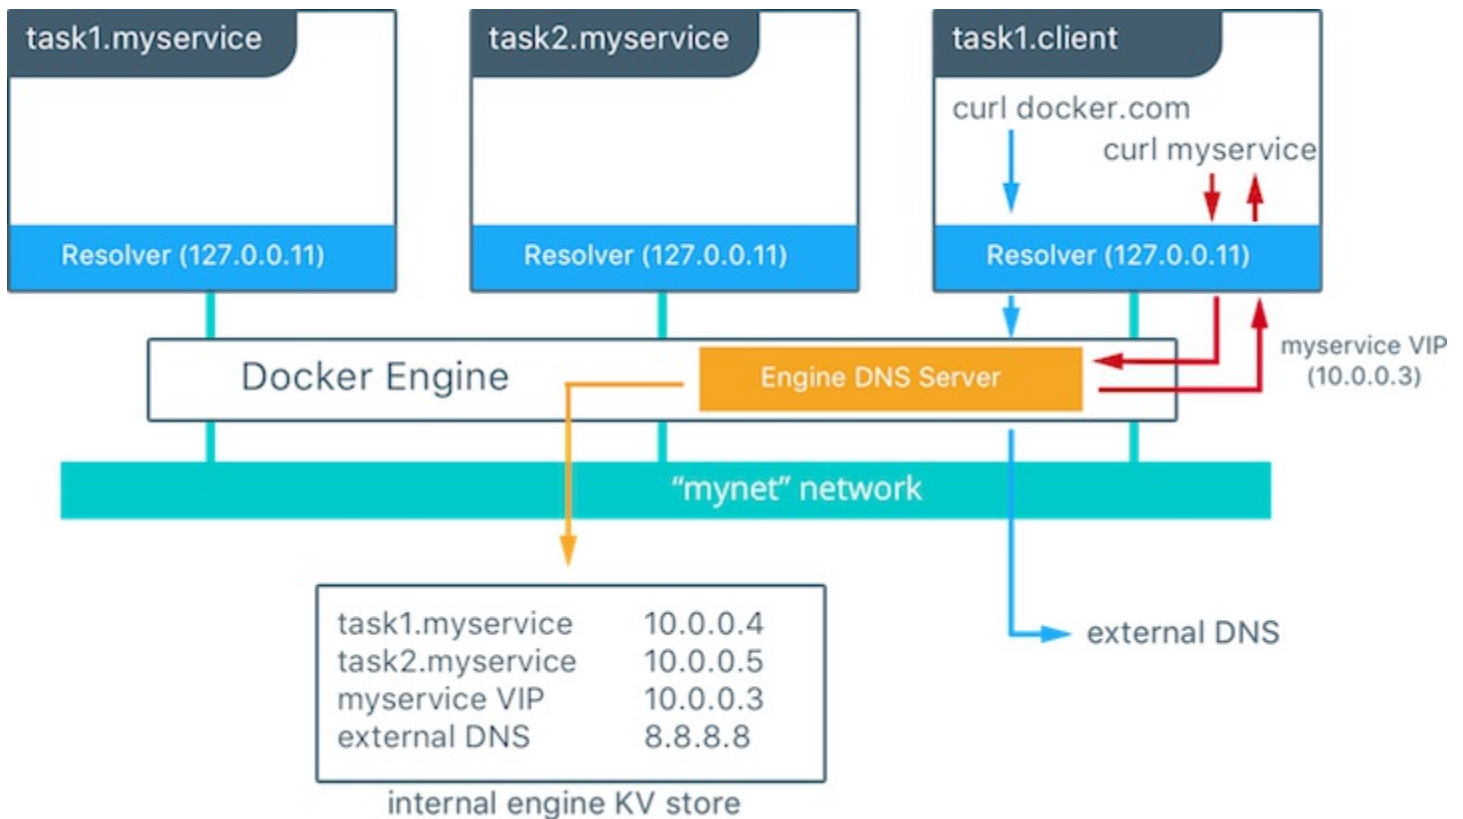 task1.myservice
task2.myservice
task1.client
curl docker.com
curl myservice
Resolver (127.0.0.11)
Resolver (127.0.0.11)
Resolver (127.0.0.11)
myservice VIP
(10.0.0.3)
Docker Engine
Engine DNS Server
“mynet” network
task1.myservice 10.0.0.4
task2.myservice 10.0.0.5
myservice VIP 10.0.0.3
external DNS 8.8.8.8
external DNS
internal engine KV store